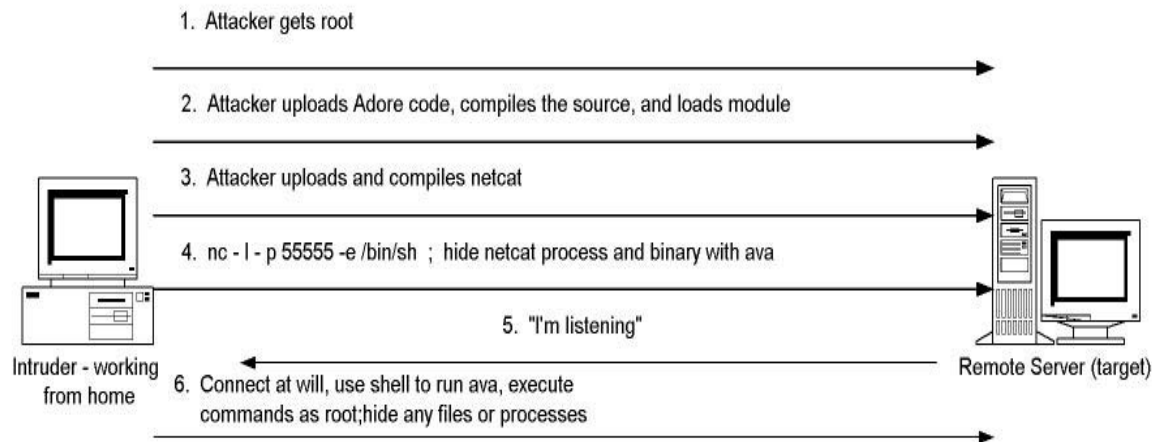 1. Attacker gets root
2. Attacker uploads Adore code, compiles the source, and loads module
3. Attacker uploads and compiles netcat
4. nc - l - p 55555 -e /bin/sh ; hide netcat process and binary with ava
5. "I'm listening"
Intruder - working
from home
Remote Server (target)
6. Connect at will, use shell to run ava, execute
commands as root;hide any files or processes